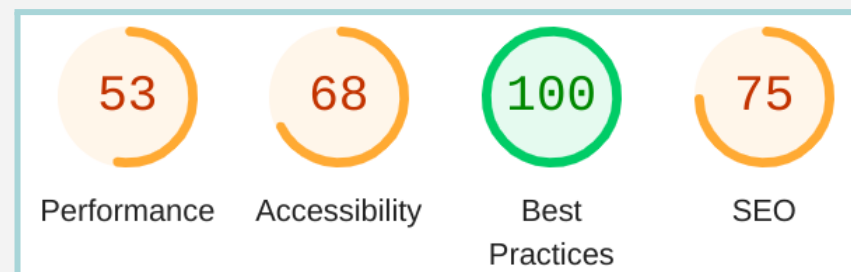 53
68
100
75
Performance
Accessibility
Best
Practices
SEO